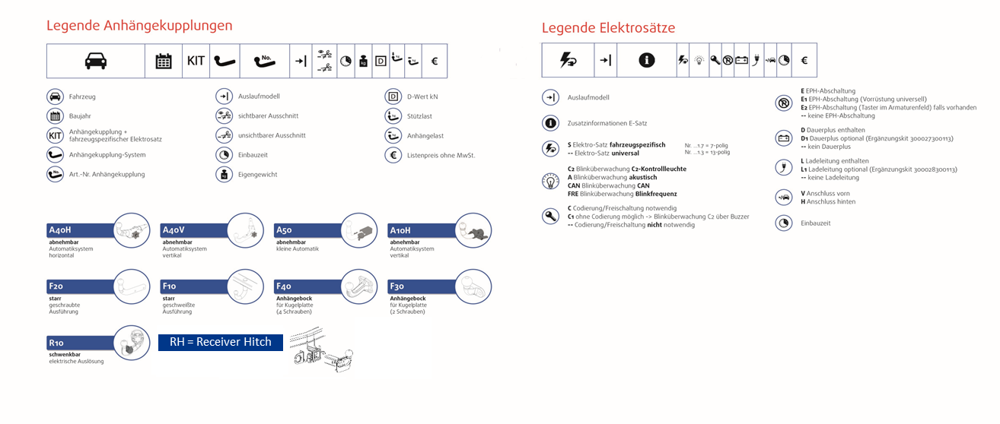 Legende Anhängekupplungen
KIT
No.
kg
D
kg
kg
€
Fahrzeug
Baujahr
KIT
Anhängekupplung +
fahrzeugspezifischer Elektrosatz
Anhängekupplung-System
No.
Art.-Nr. Anhängekupplung
Auslaufmodell
sichtbarer Ausschnitt
unsichtbarer Ausschnitt
Einbauzeit
kg
Eigengewicht
D
D-Wert kN
kg
Stützlast
kg
Anhängelast
€
Listenpreis ohne MwSt.
A40H
abnehmbar
Automatiksystem
horizontal
A40V
abnehmbar
Automatiksystem
vertikal
A50
abnehmbar
kleine Automatik
A10H
abnehmbar
Automatiksystem
vertikal
F20
starr
geschraubte
Ausführung
F10
starr
geschweißte
Ausführung
F40
Anhängebock
für Kugelplatte
(4 Schrauben)
F30
Anhängebock
für Kugelplatte
(2 Schrauben)
R10
schwenkbar
elektrische Auslösung
RH = Receiver Hitch
Legende Elektrosätze
€
Auslaufmodell
Zusatzinformationen E-Satz
S Elektro-Satz fahrzeugspezifisch
-- Elektro-Satz universal
Nr. ...1.7 = 7-polig
Nr. ...1.3 = 13-polig
C2 Blinküberwachung C2-Kontrollleuchte
A Blinküberwachung akustisch
CAN Blinküberwachung CAN
FRE Blinküberwachung Blinkfrequenz
C Codierung/Freischaltung notwendig
C1 ohne Codierung möglich -> Blinküberwachung C2 über Buzzer
-- Codierung/Freischaltung nicht notwendig
E EPH-Abschaltung
E1 EPH-Abschaltung (Vorrüstung universell)
E2 EPH-Abschaltung (Taster im Armaturenfeld) falls vorhanden
-- keine EPH-Abschaltung
D Dauerplus enthalten
D1 Dauerplus optional (Ergänzungskit 300027300113)
-- kein Dauerplus
L Ladeleitung enthalten
L1 Ladeleitung optional (Ergänzungskit 300028300113)
-- keine Ladeleitung
V Anschluss vorn
H Anschluss hinten
Einbauzeit